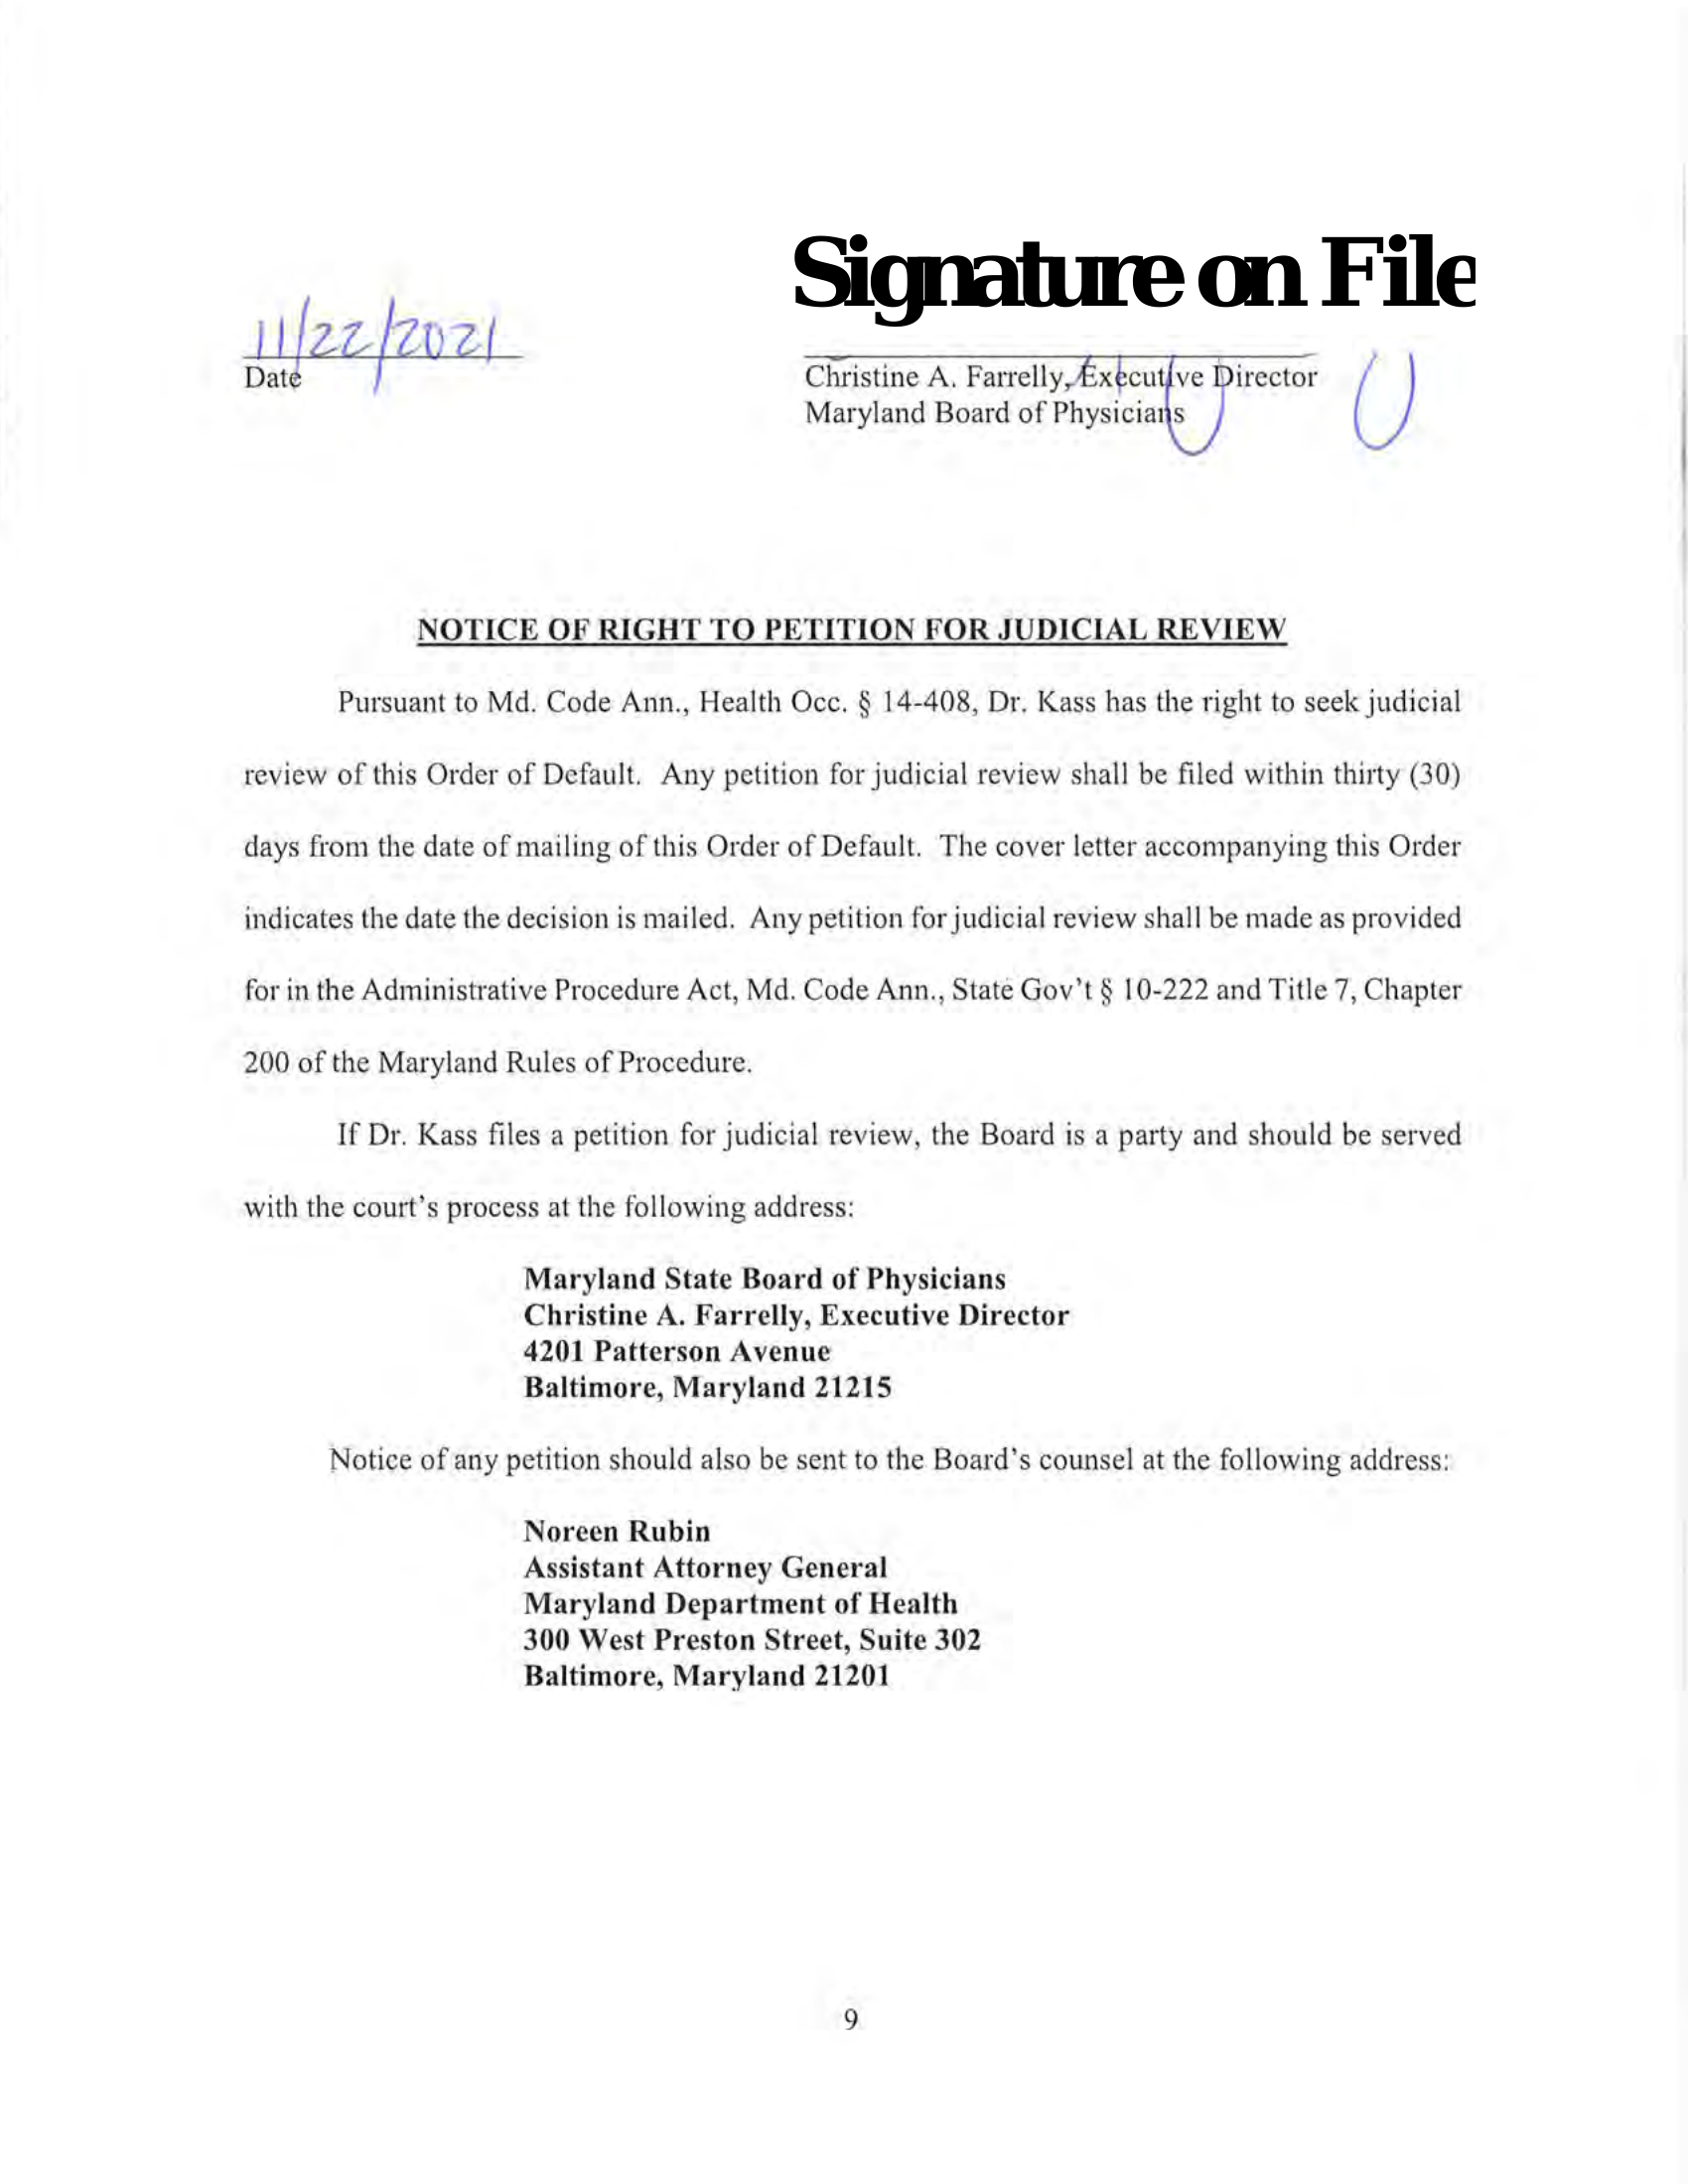 Signature on File
11/22/2021
Date
Christine A. Farrelly, Executive Director
Maryland Board of Physicians
NOTICE OF RIGHT TO PETITION FOR JUDICIAL REVIEW
Pursuant to Md. Code Ann., Health Occ. § 14-408, Dr. Kass has the right to seek judicial
review of this Order of Default. Any petition for judicial review shall be filed within thirty (30)
days from the date of mailing of this Order of Default. The cover letter accompanying this Order
indicates the date the decision is mailed. Any petition for judicial review shall be made as provided
for in the Administrative Procedure Act, Md. Code Ann., State Gov't § 10-222 and Title 7, Chapter
200 of the Maryland Rules of Procedure.
If Dr. Kass files a petition for judicial review, the Board is a party and should be served
with the court's process at the following address:
Maryland State Board of Physicians
Christine A. Farrelly, Executive Director
4201 Patterson Avenue
Baltimore, Maryland 21215
Notice of any petition should also be sent to the Board's counsel at the following address:
Noreen Rubin
Assistant Attorney General
Maryland Department of Health
300 West Preston Street, Suite 302
Baltimore, Maryland 21201
9